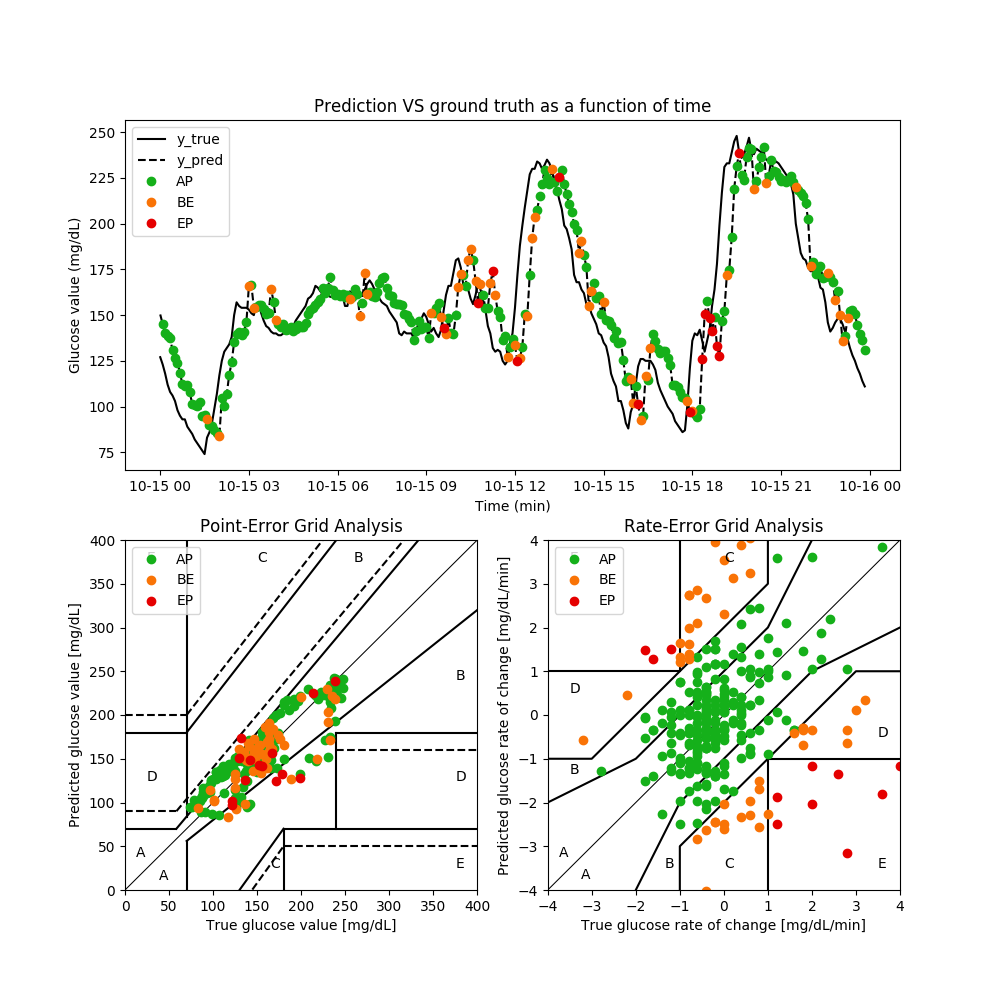 Prediction VS ground truth as a function of time
Glucose value (mg/dL)
250
225
200
175
150
125
100
75
y_true
y_pred
AP
BE
EP
10-15 00 10-15 03 10-15 06 10-15 09 10-15 12 10-15 15 10-15 18 10-15 21 10-16 00
Time (min)
Point-Error Grid Analysis
Predicted glucose value [mg/dL]
400
350
300
250
200
150
100
50
0
AP
BE
EP
C B
B
D D
A
A C E
0 50 100 150 200 250 300 350 400
True glucose value [mg/dL]
Rate-Error Grid Analysis
Predicted glucose rate of change [mg/dL/min]
4
3
2
1
0
−1
−2
−3
−4
AP
BE
EP
C
D
D
B
A
A B C E
−4 −3 −2 −1 0 1 2 3 4
True glucose rate of change [mg/dL/min]